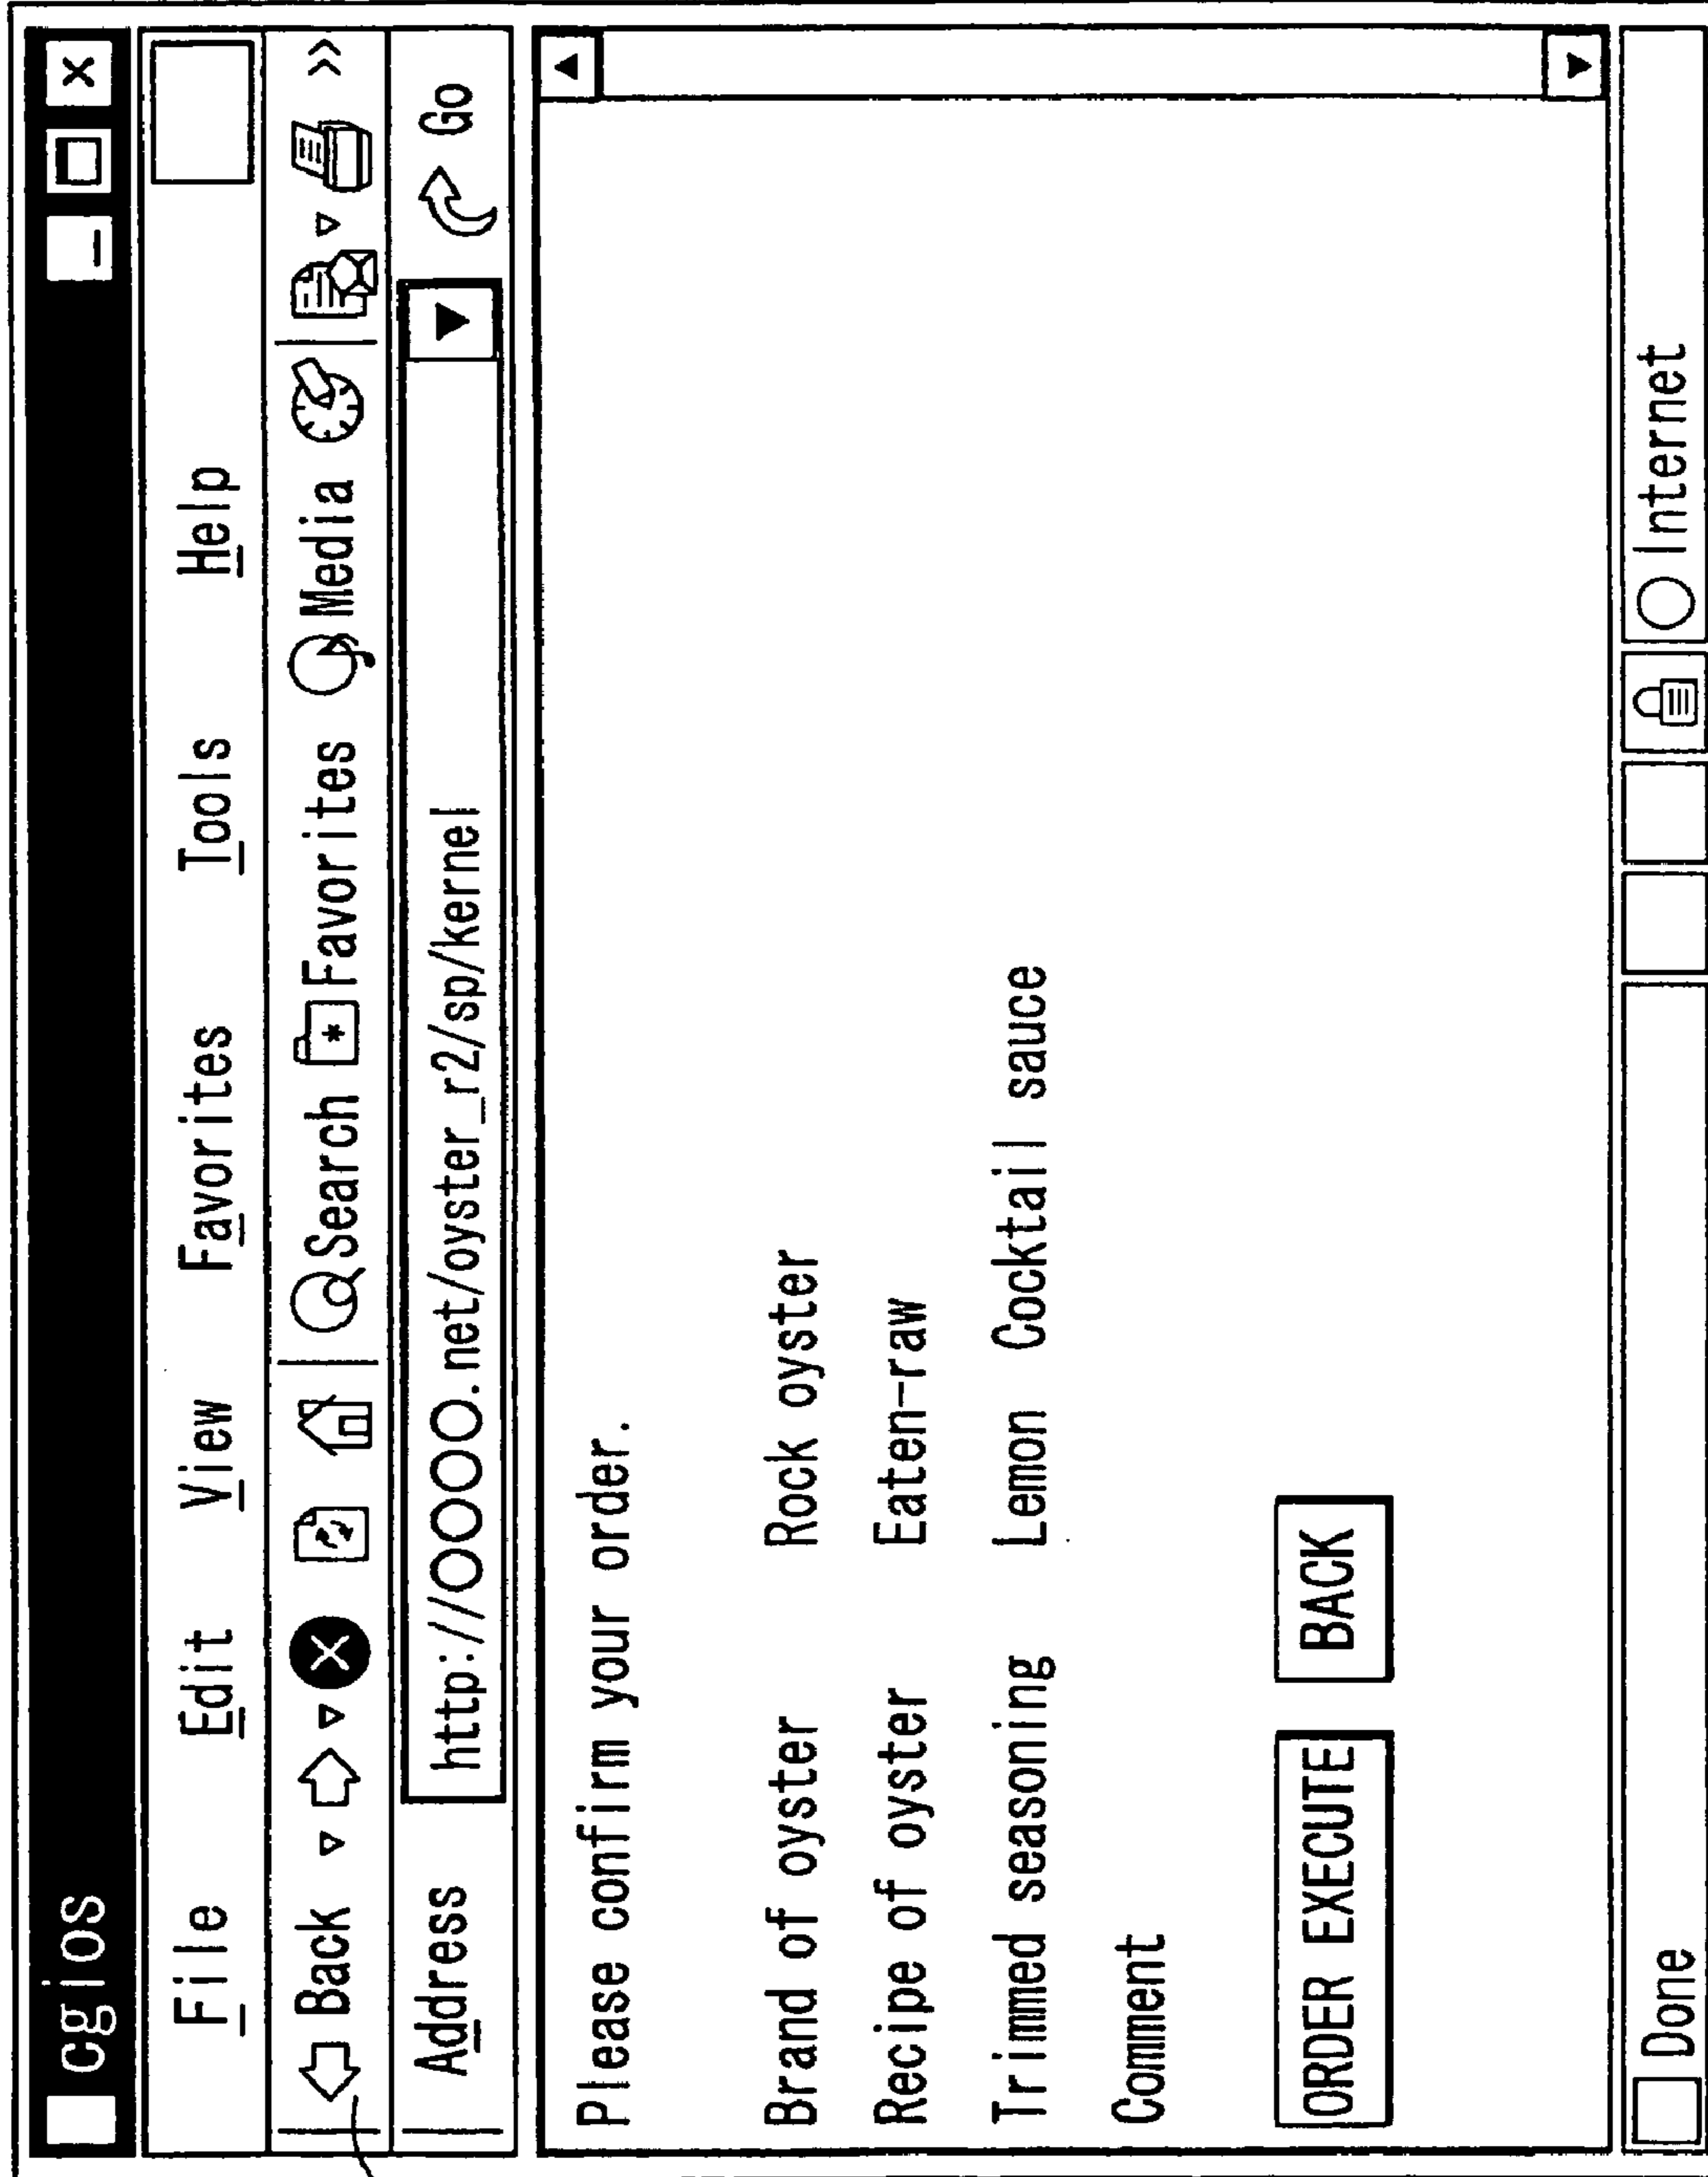 cgios
File Edit View Favorites Tools Help
Back Search Favorites Media
Address http://OOOO.net/oyster_r2/sp/kernel Go
Please confirm your order.
Brand of oyster Rock oyster
Recipe of oyster Eaten-raw
Trimmed seasoning Lemon Cocktail sauce
Comment
ORDER EXECUTE BACK
Done Internet